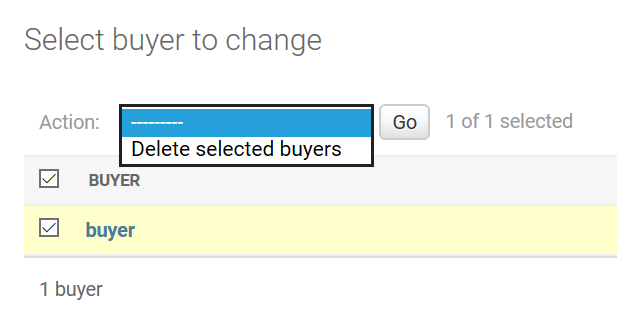 Select buyer to change
Action: --------- Go 1 of 1 selected
Delete selected buyers
BUYER
buyer
1 buyer